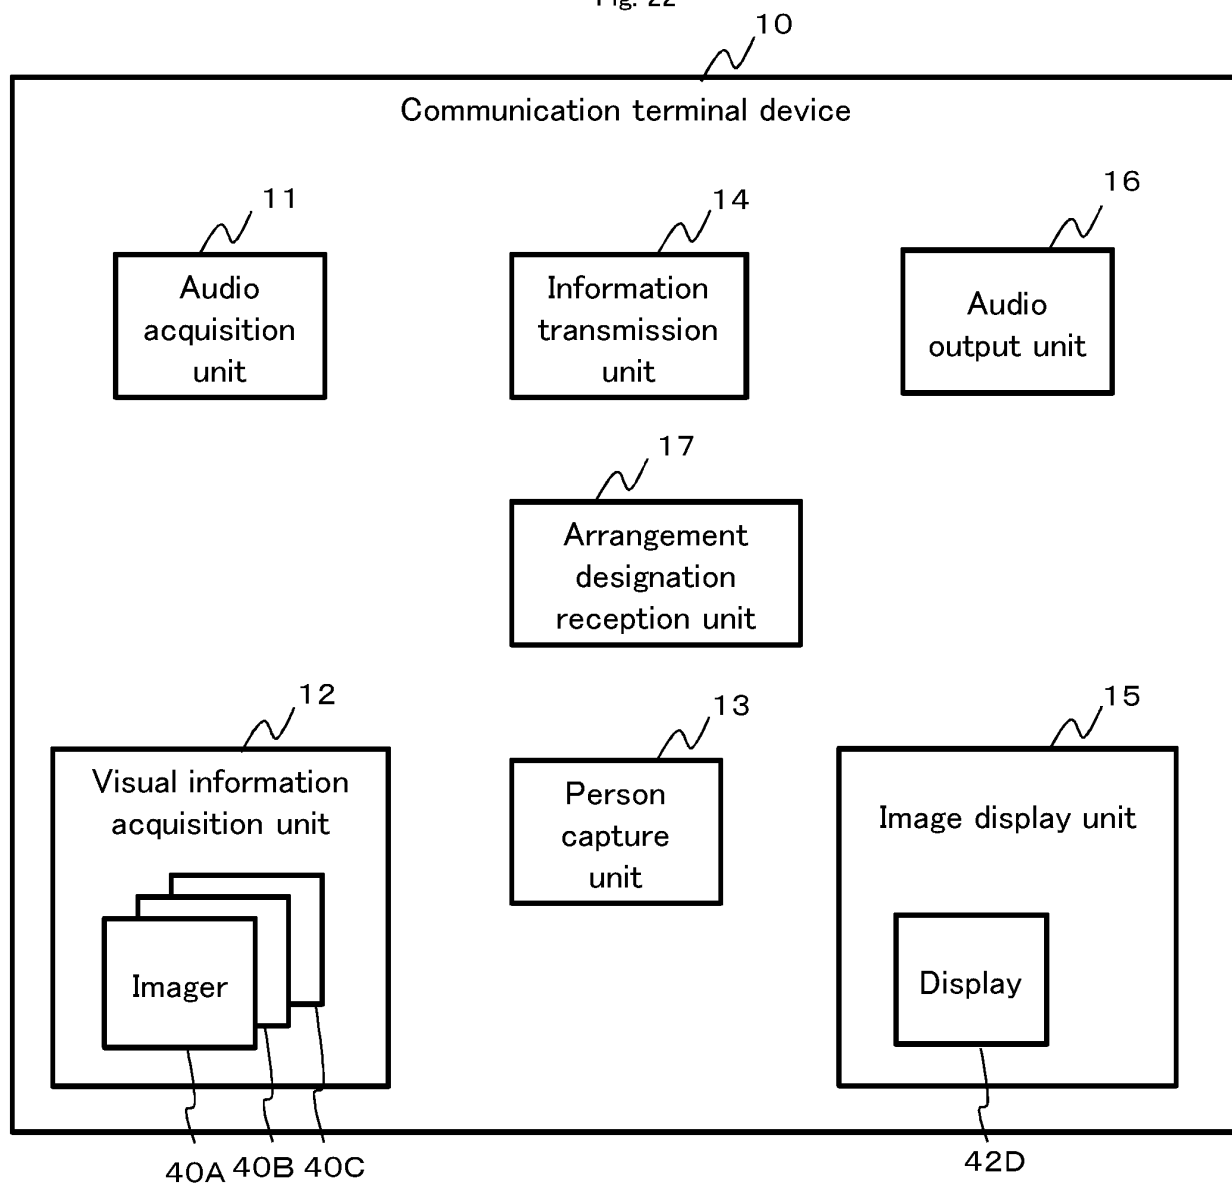 Fig. 22
10
Communication terminal device
11
Audio
acquisition
unit
14
Information
transmission
unit
16
Audio
output unit
17
Arrangement
designation
reception unit
12
Visual information
acquisition unit
Imager
13
Person
capture
unit
15
Image display unit
Display
40A
40B
40C
42D